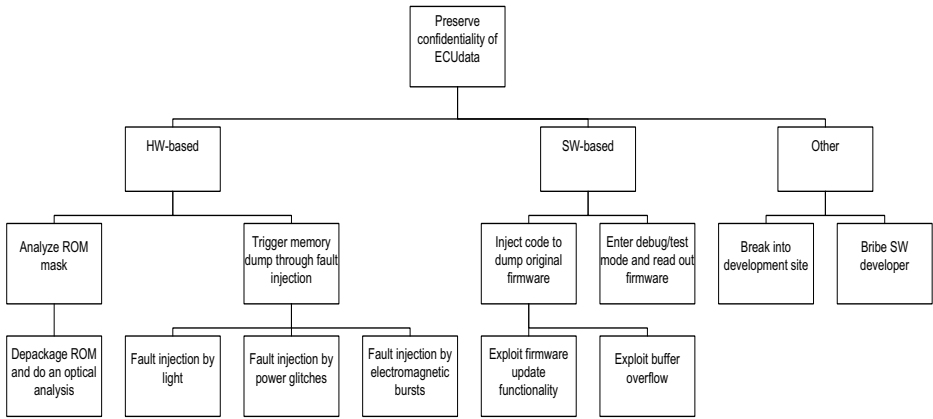 Preserve
confidentiality of
ECUdata
HW-based
SW-based
Other
Analyze ROM
mask
Trigger memory
dump through fault
injection
Inject code to
dump original
firmware
Enter debug/test
mode and read out
firmware
Break into
development site
Bribe SW
developer
Depackage ROM
and do an optical
analysis
Fault injection by
light
Fault injection by
power glitches
Fault injection by
electromagnetic
bursts
Exploit firmware
update
functionality
Exploit buffer
overflow